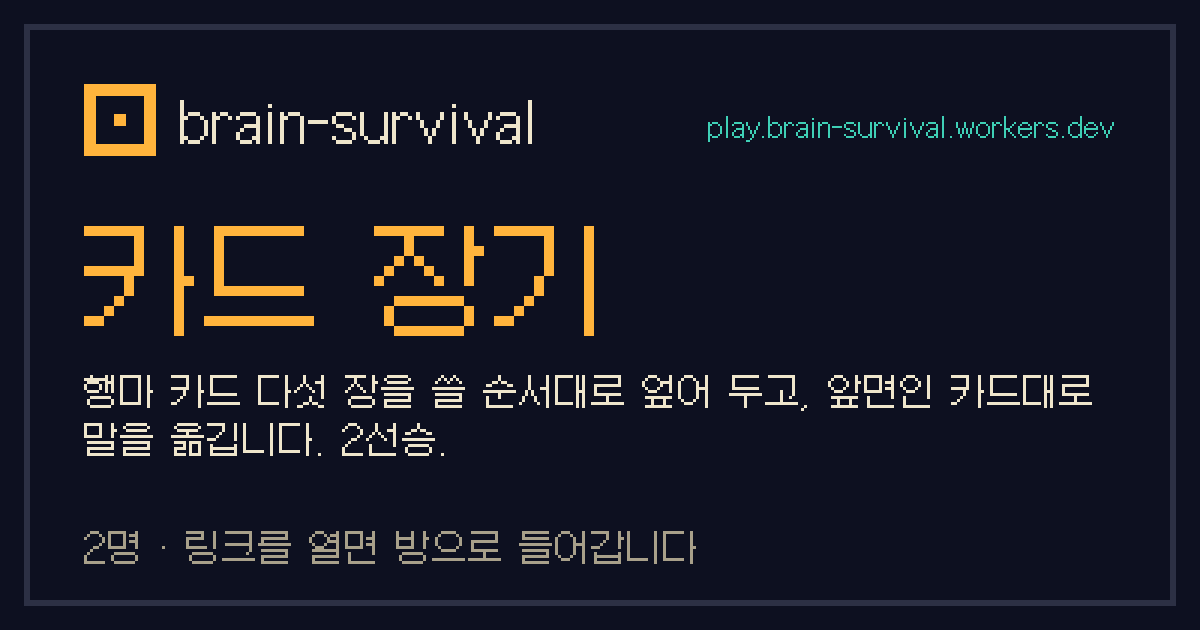 brain-survival
play.brain-survival.workers.dev
카드 장기
행마 카드 다섯 장을 쓸 순서대로 엎어 두고, 앞면인 카드대로
말을 옮깁니다. 2선승.
2명 · 링크를 열면 방으로 들어갑니다